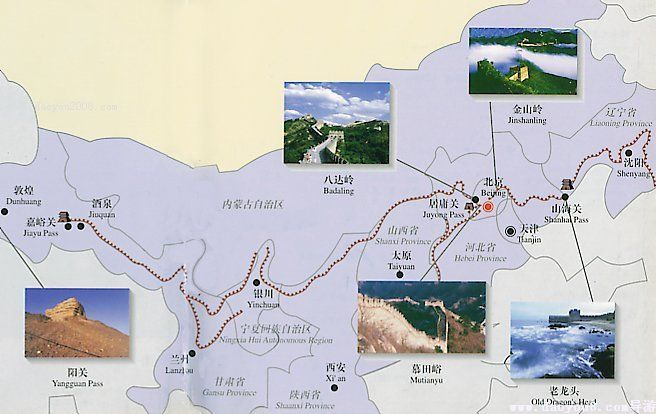 金山岭
Jinshanling
辽宁省
Liaoning Province
沈阳
Shenyang
八达岭
Badaling
敦煌
Dunhuang
酒泉
Jiuquan
嘉峪关
Jiayu Pass
内蒙古自治区
北京
Beijing
居庸关
Juyong Pass
山海关
Shanhai Pass
天津
Tianjin
山西省
Shanxi Province
河北省
Hebei Province
太原
Taiyuan
银川
Yinchuan
宁夏回族自治区
Ningxia Hui Autonomous Region
阳关
Yangguan Pass
兰州
Lanzhou
甘肃省
Gansu Province
西安
Xi'an
陕西省
Shaanxi Province
慕田峪
Mutianyu
老龙头
Old Dragon's Head